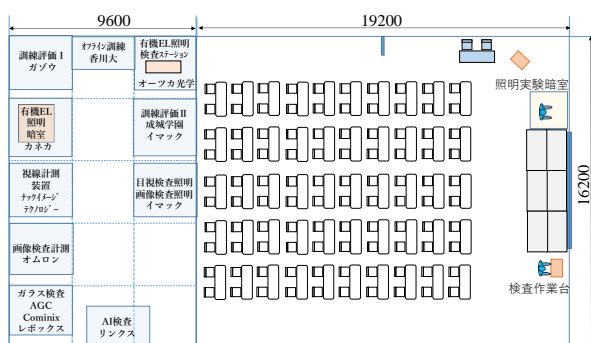 9600
19200
訓練評価Ⅰ
ガゾウ
オフライン訓練
香川大
有機EL照明
検査ステーション
オーツカ光学
有機EL
照明
暗室
カネカ
訓練評価Ⅱ
成城学園
イマック
視線計測
装置
ナックイメージ
テクノロジー
目視検査照明
画像検査照明
イマック
画像検査計測
オムロン
ガラス検査
AGC
Cominix
レボックス
AI検査
リンクス
照明実験暗室
16200
検査作業台